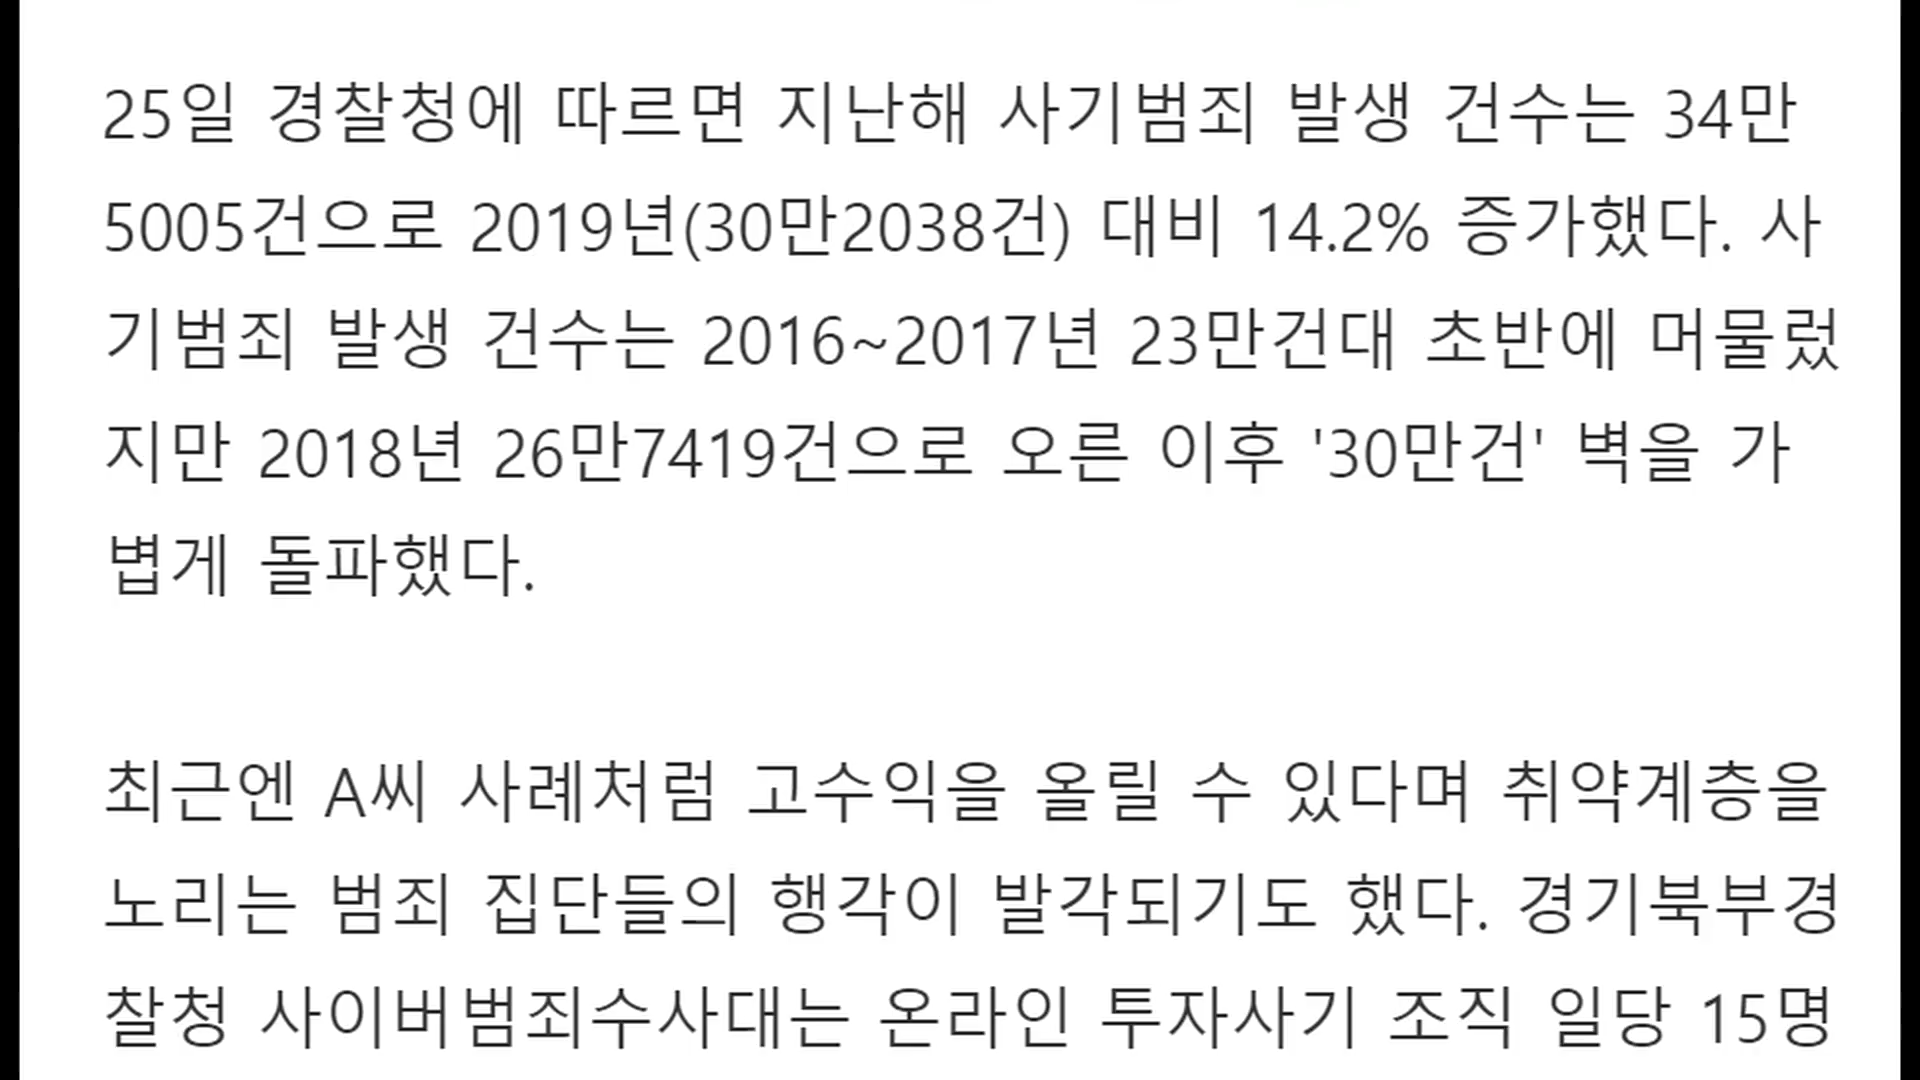 25일 경찰청에 따르면 지난해 사기범죄 발생 건수는 34만
5005건으로 2019년(30만2038건) 대비 14.2% 증가했다. 사
기범죄 발생 건수는 2016~2017년 23만건대 초반에 머물렀
지만 2018년 26만7419건으로 오른 이후 '30만건' 벽을 가
볍게 돌파했다.
최근엔 A씨 사례처럼 고수익을 올릴 수 있다며 취약계층을
노리는 범죄 집단들의 행각이 발각되기도 했다. 경기북부경
찰청 사이버범죄수사대는 온라인 투자사기 조직 일당 15명